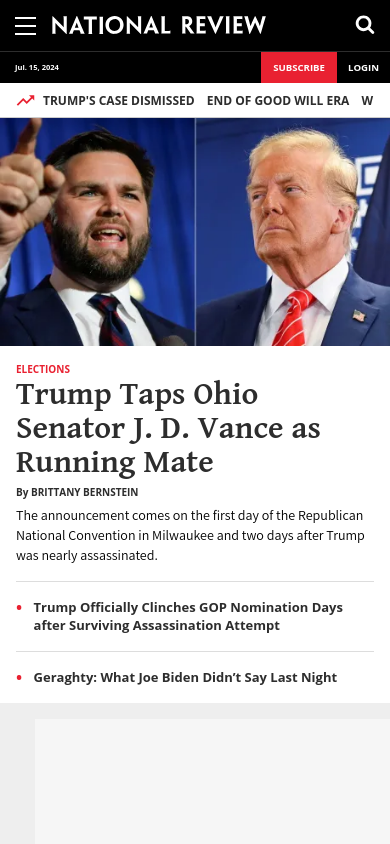 NATIONAL REVIEW
Jul. 15, 2024
SUBSCRIBE
LOGIN
TRUMP'S CASE DISMISSED
END OF GOOD WILL ERA
W
ELECTIONS
Trump Taps Ohio
Senator J. D. Vance as
Running Mate
By BRITTANY BERNSTEIN
The announcement comes on the first day of the Republican
National Convention in Milwaukee and two days after Trump
was nearly assassinated.
• Trump Officially Clinches GOP Nomination Days
after Surviving Assassination Attempt
• Geraghty: What Joe Biden Didn’t Say Last Night